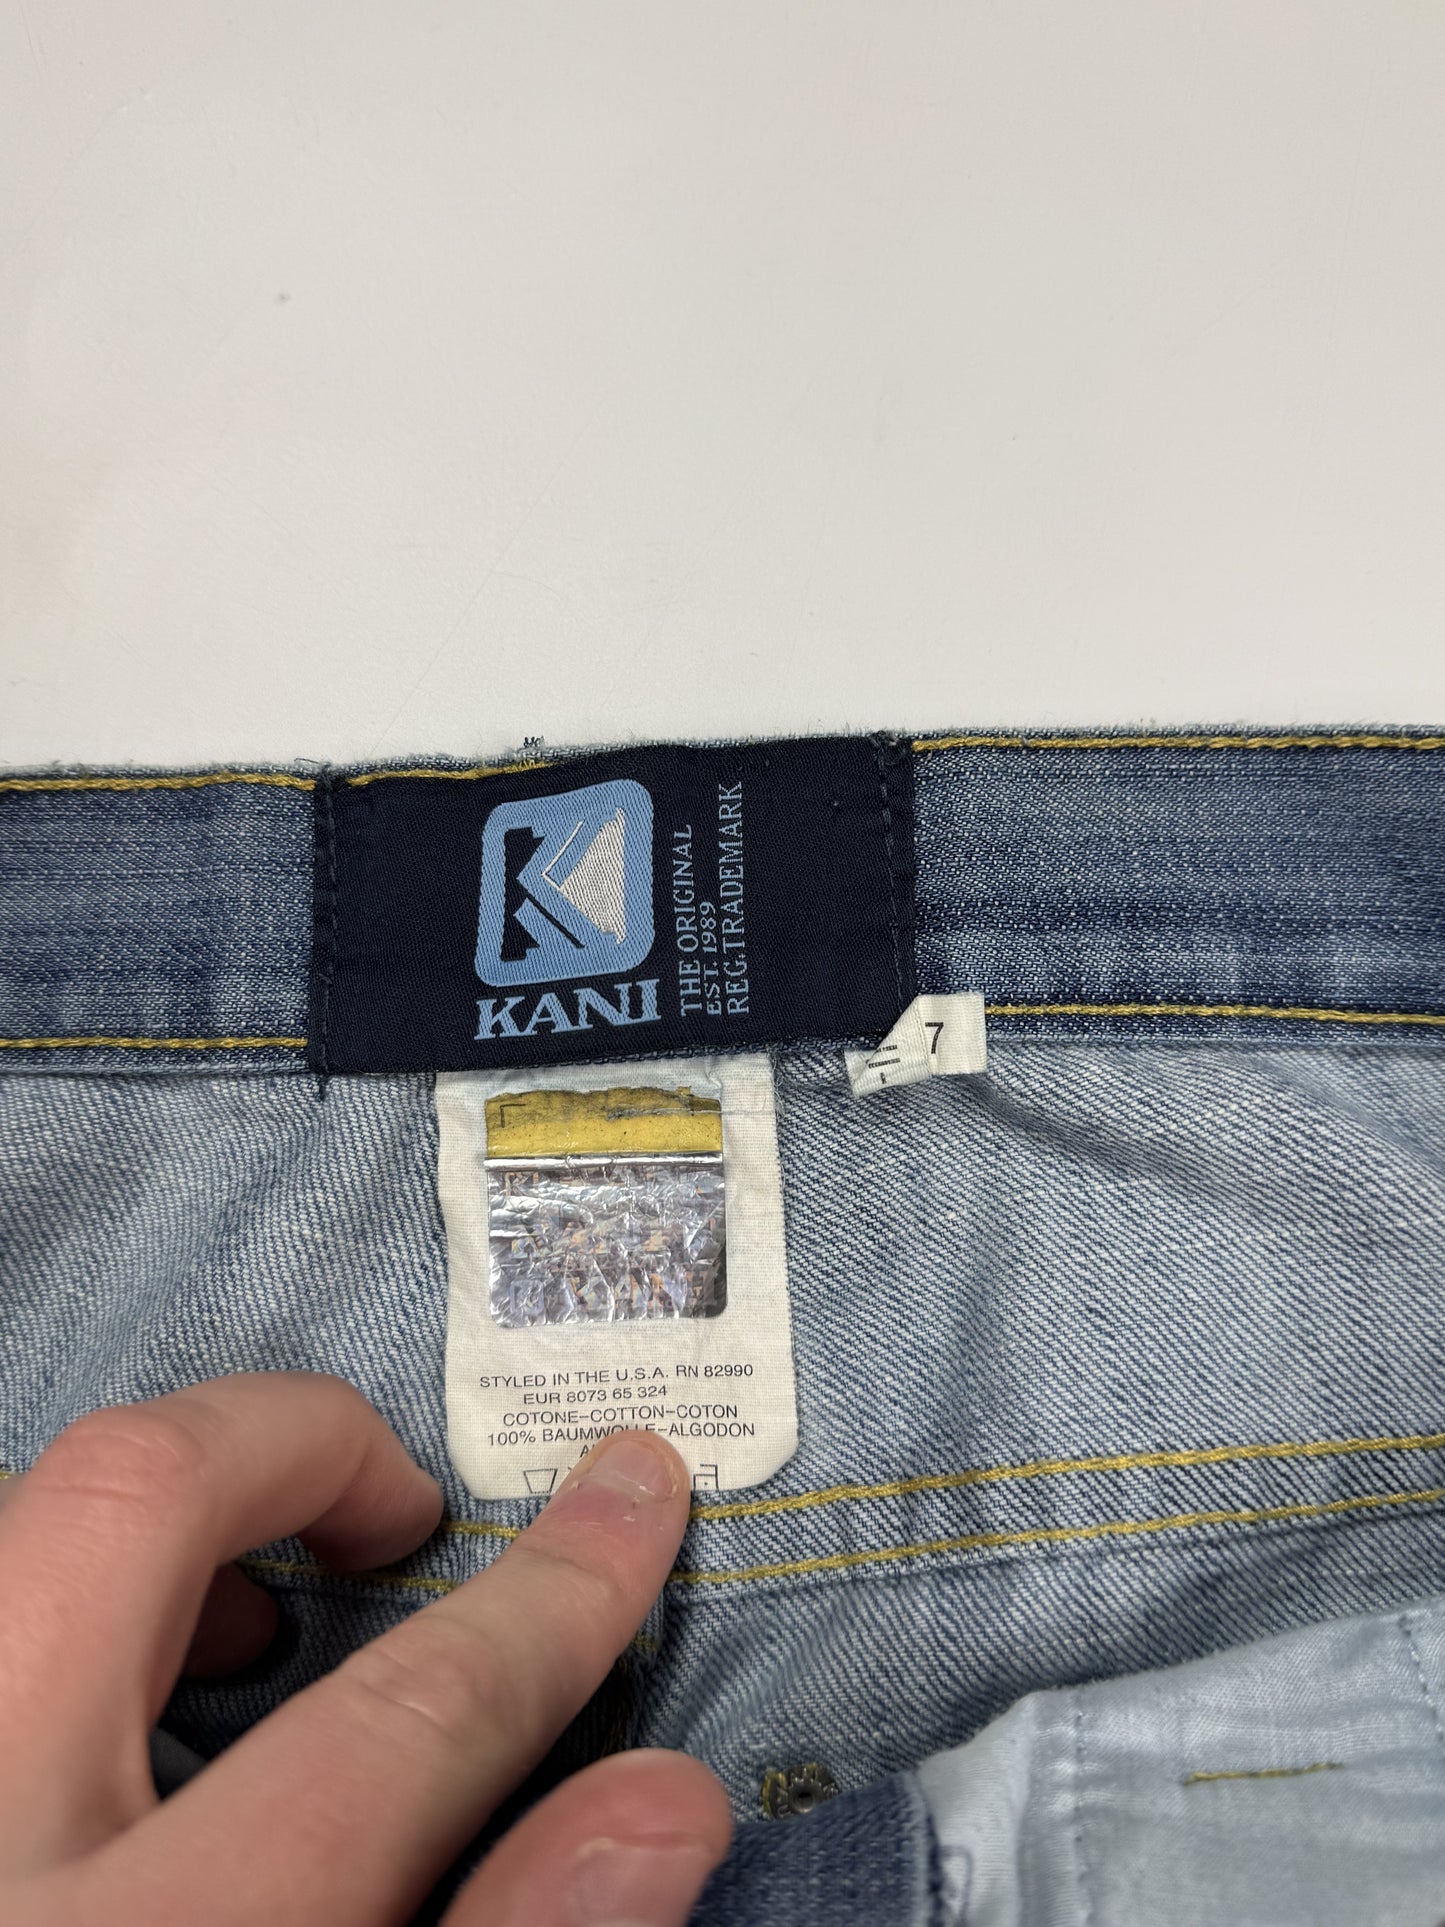 KANI
THE ORIGINAL
EST. 1989
REG.TRADEMARK
7
STYLED IN THE U.S.A. RN 82990
EUR 8073 65 324
COTONE-COTTON-COTON
100% BAUMWOLLE-ALGODON